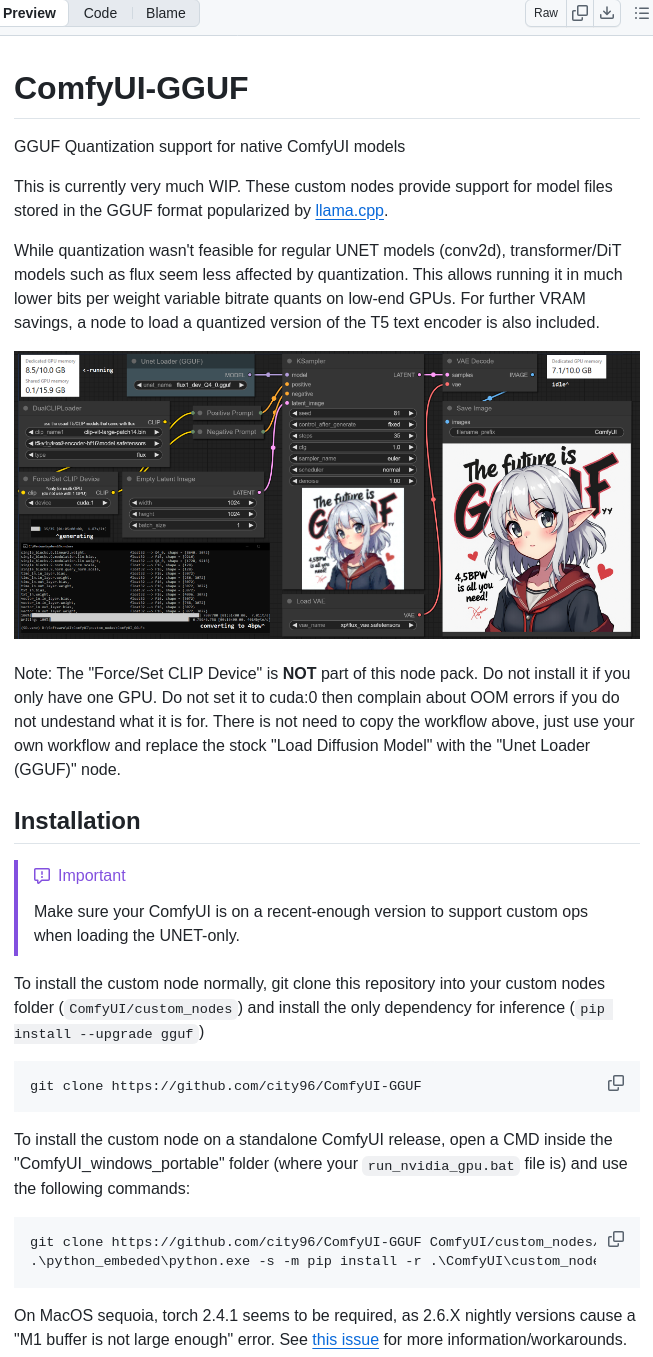 Preview
Code
Blame
Raw
ComfyUI-GGUF
GGUF Quantization support for native ComfyUI models
This is currently very much WIP. These custom nodes provide support for model files
stored in the GGUF format popularized by llama.cpp.
While quantization wasn't feasible for regular UNET models (conv2d), transformer/DiT
models such as flux seem less affected by quantization. This allows running it in much
lower bits per weight variable bitrate quants on low-end GPUs. For further VRAM
savings, a node to load a quantized version of the T5 text encoder is also included.
Dedicated GPU memory
8.5/10.0 GB
Shared GPU memory
0.1/15.9 GB
<-running
Unet Loader (GGUF)
MODEL
unet_name flux1_dev_Q4_0.gguf
DualCLIPLoader
CLIP
type flux
Positive Prompt
Negative Prompt
Force/Set CLIP Device
clip CLIP
device cuda:1
Empty Latent Image
LATENT
width 1024
height 1024
batch_size 1
^generating
converting to 4bpw^
KSampler
model LATENT
positive
negative
latent_image
seed 81
control_after_generate fixed
steps 35
cfg 1.0
sampler_name euler
scheduler normal
denoise 1.00
The future is
GGUF
4,5BPW
is all you
need!
Load VAE
VAE
VAE Decode
samples IMAGE
vae
Dedicated GPU memory
7.1/10.0 GB
idle^
Save Image
images
filename_prefix ComfyUI
The future is
GGUF
4,5BPW
is all you
need!
Note: The "Force/Set CLIP Device" is NOT part of this node pack. Do not install it if you
only have one GPU. Do not set it to cuda:0 then complain about OOM errors if you do
not undestand what it is for. There is not need to copy the workflow above, just use your
own workflow and replace the stock "Load Diffusion Model" with the "Unet Loader
(GGUF)" node.
Installation
Important
Make sure your ComfyUI is on a recent-enough version to support custom ops
when loading the UNET-only.
To install the custom node normally, git clone this repository into your custom nodes
folder (ComfyUI/custom_nodes) and install the only dependency for inference (pip
install --upgrade gguf)
git clone https://github.com/city96/ComfyUI-GGUF
To install the custom node on a standalone ComfyUI release, open a CMD inside the
"ComfyUI_windows_portable" folder (where your run_nvidia_gpu.bat file is) and use
the following commands:
git clone https://github.com/city96/ComfyUI-GGUF ComfyUI/custom_nodes/
.\python_embeded\python.exe -s -m pip install -r .\ComfyUI\custom_node
On MacOS sequoia, torch 2.4.1 seems to be required, as 2.6.X nightly versions cause a
"M1 buffer is not large enough" error. See this issue for more information/workarounds.